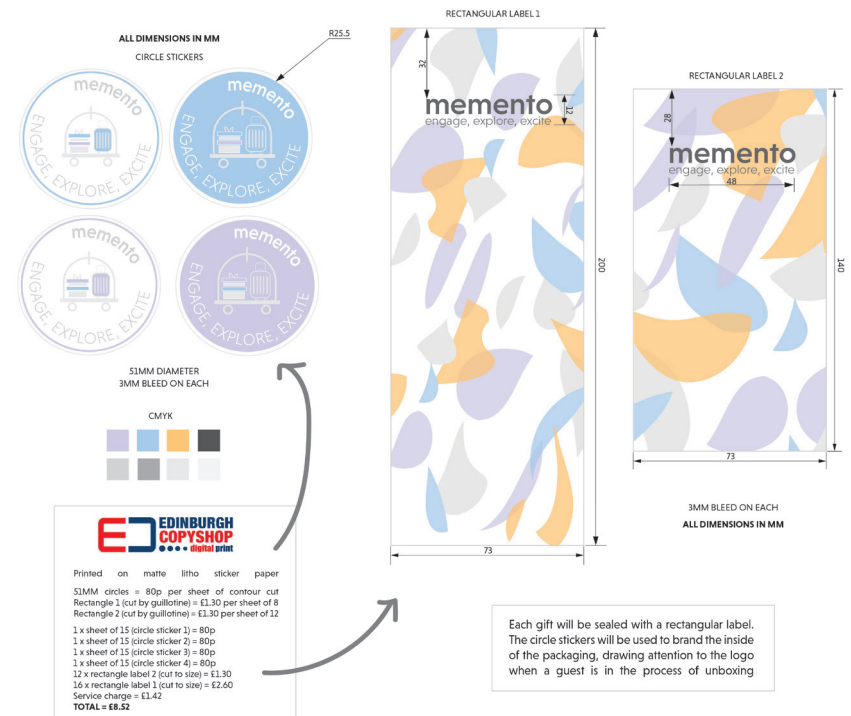 ALL DIMENSIONS IN MM
CIRCLE STICKERS
R25.5
memento
ENGAGE, EXPLORE, EXCITE
memento
ENGAGE, EXPLORE, EXCITE
memento
ENGAGE, EXPLORE, EXCITE
memento
ENGAGE, EXPLORE, EXCITE
51MM DIAMETER
3MM BLEED ON EACH
CMYK
EDINBURGH
COPYSHOP
digital print
Printed on matte litho sticker paper
51MM circles = 80p per sheet of contour cut
Rectangle 1 (cut by guillotine) = £1.30 per sheet of 8
Rectangle 2 (cut by guillotine) = £1.30 per sheet of 12
1 x sheet of 15 (circle sticker 1) = 80p
1 x sheet of 15 (circle sticker 2) = 80p
1 x sheet of 15 (circle sticker 3) = 80p
1 x sheet of 15 (circle sticker 4) = 80p
12 x rectangle label 2 (cut to size) = £1.30
16 x rectangle label 1 (cut to size) = £2.60
Service charge = £1.42
TOTAL = £8.52
RECTANGULAR LABEL 1
32
memento
engage, explore, excite
12
200
73
RECTANGULAR LABEL 2
28
memento
engage, explore, excite
48
140
73
3MM BLEED ON EACH
ALL DIMENSIONS IN MM
Each gift will be sealed with a rectangular label.
The circle stickers will be used to brand the inside
of the packaging, drawing attention to the logo
when a guest is in the process of unboxing